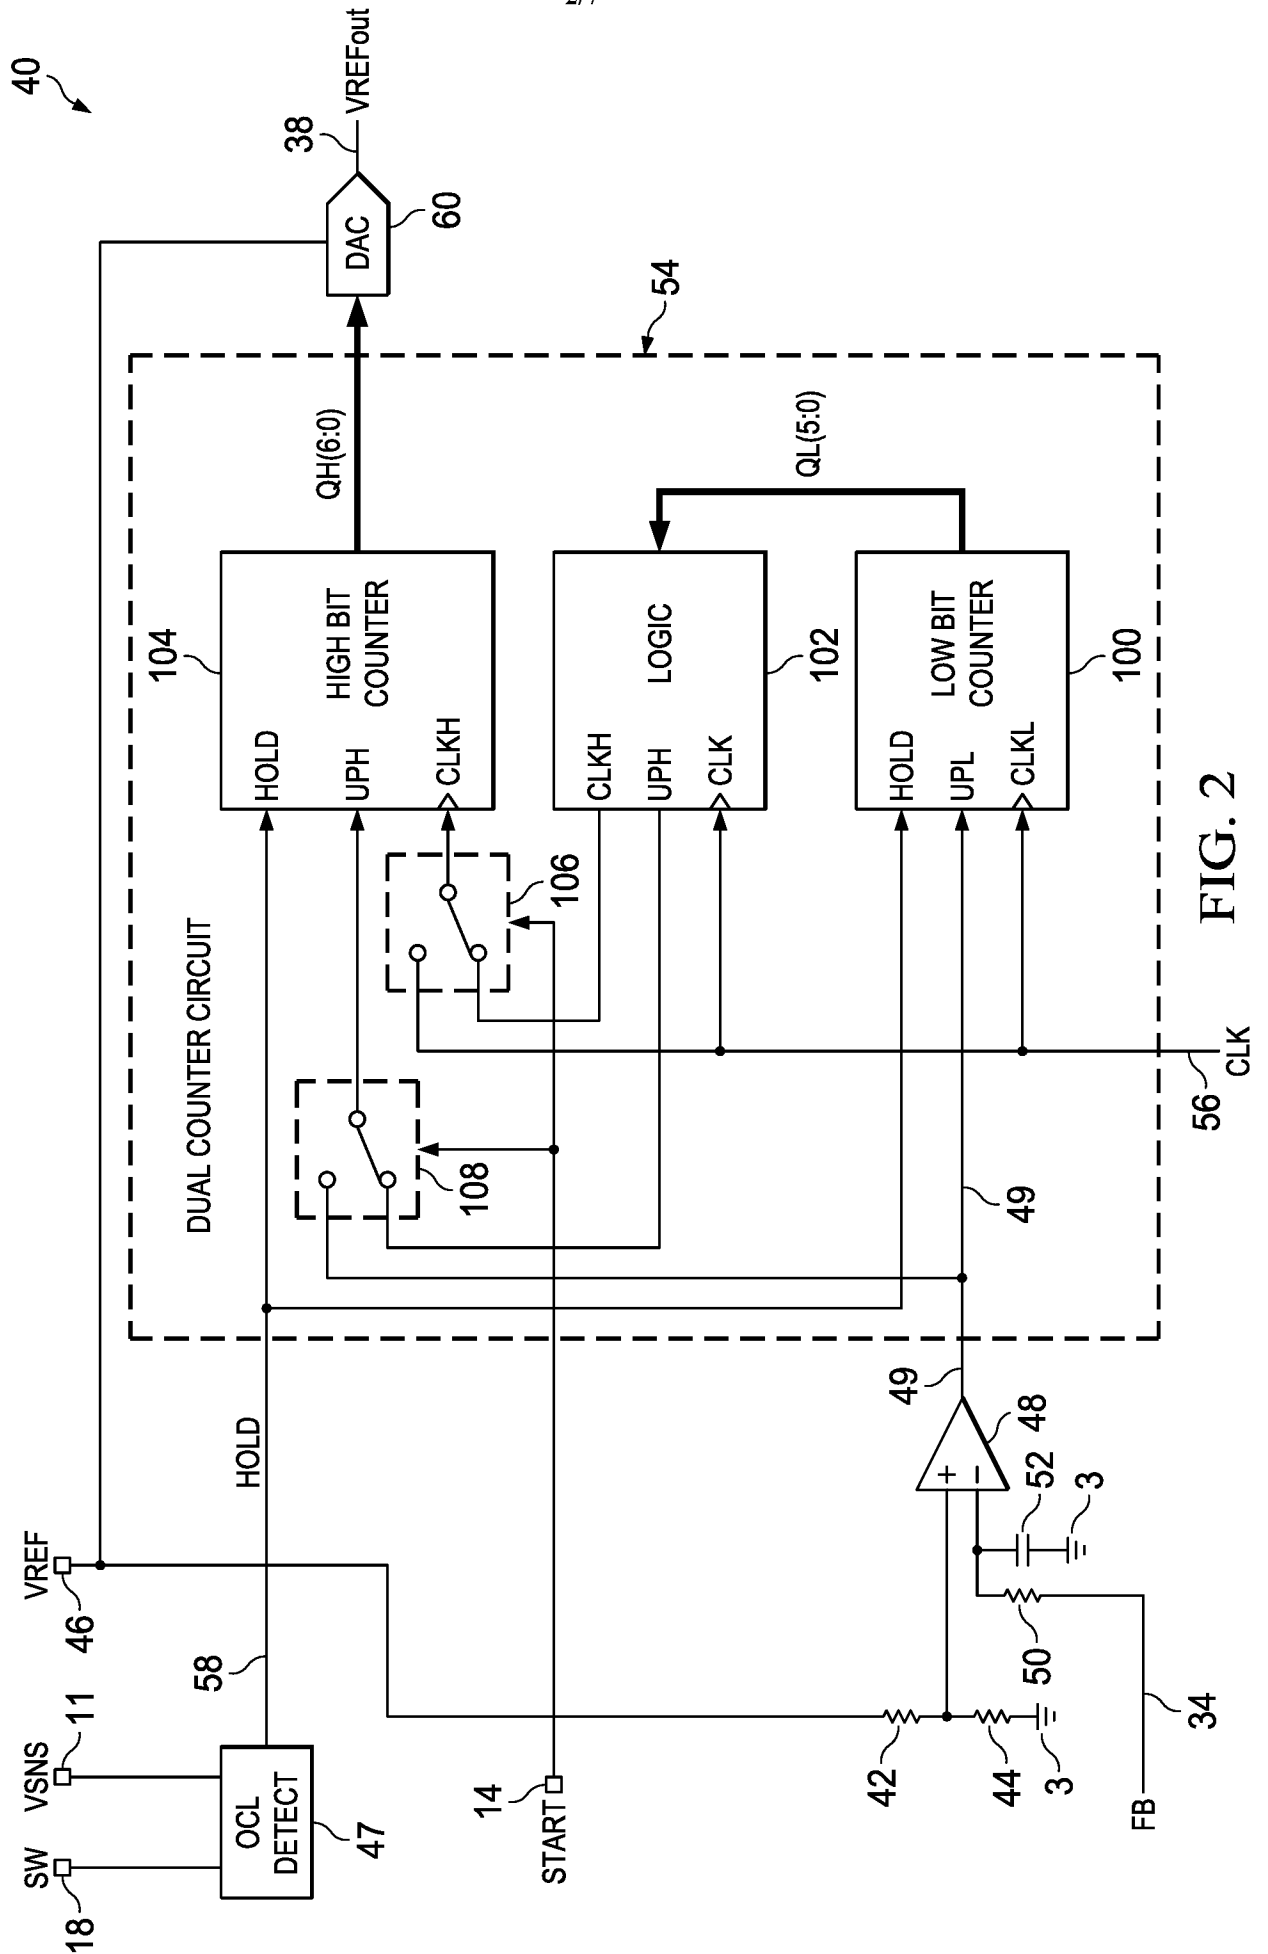 40
SW
18
VSNS
11
VREF
46
OCL
DETECT
47
58
HOLD
START
14
42
44
3
FB
34
50
52
3
48
49
49
DUAL COUNTER CIRCUIT
54
108
106
HOLD
UPH
CLKH
HIGH BIT
COUNTER
104
QH(6:0)
DAC
60
38
VREFout
CLKH
UPH
CLK
LOGIC
102
HOLD
UPL
CLKL
LOW BIT
COUNTER
100
QL(5:0)
56
CLK
FIG. 2